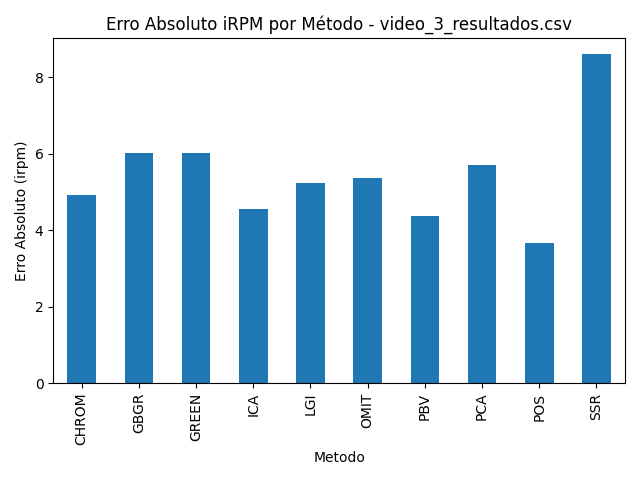 Erro Absoluto iRPM por Método - video_3_resultados.csv
Erro Absoluto (irpm)
8
6
4
2
0
CHROM
GBGR
GREEN
ICA
LGI
OMIT
PBV
PCA
POS
SSR
Metodo